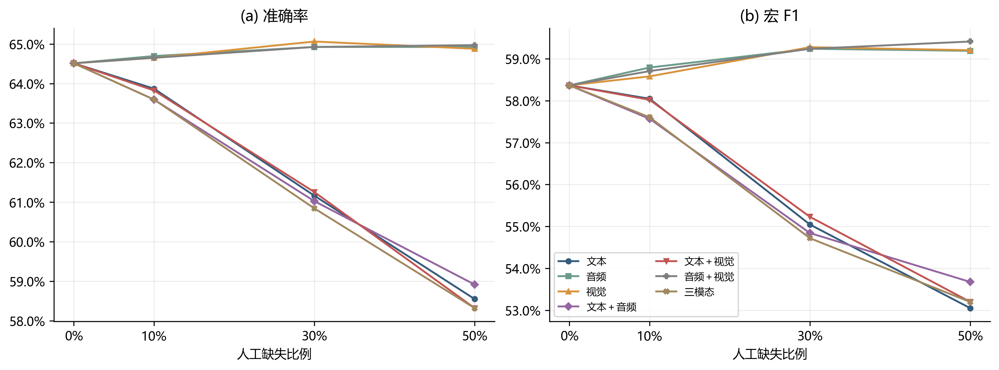 (a) 准确率
65.0%
64.0%
63.0%
62.0%
61.0%
60.0%
59.0%
58.0%
0%
10%
30%
50%
人工缺失比例
(b) 宏 F1
59.0%
58.0%
57.0%
56.0%
55.0%
54.0%
53.0%
文本
音频
视觉
文本 + 音频
文本 + 视觉
音频 + 视觉
三模态
0%
10%
30%
50%
人工缺失比例